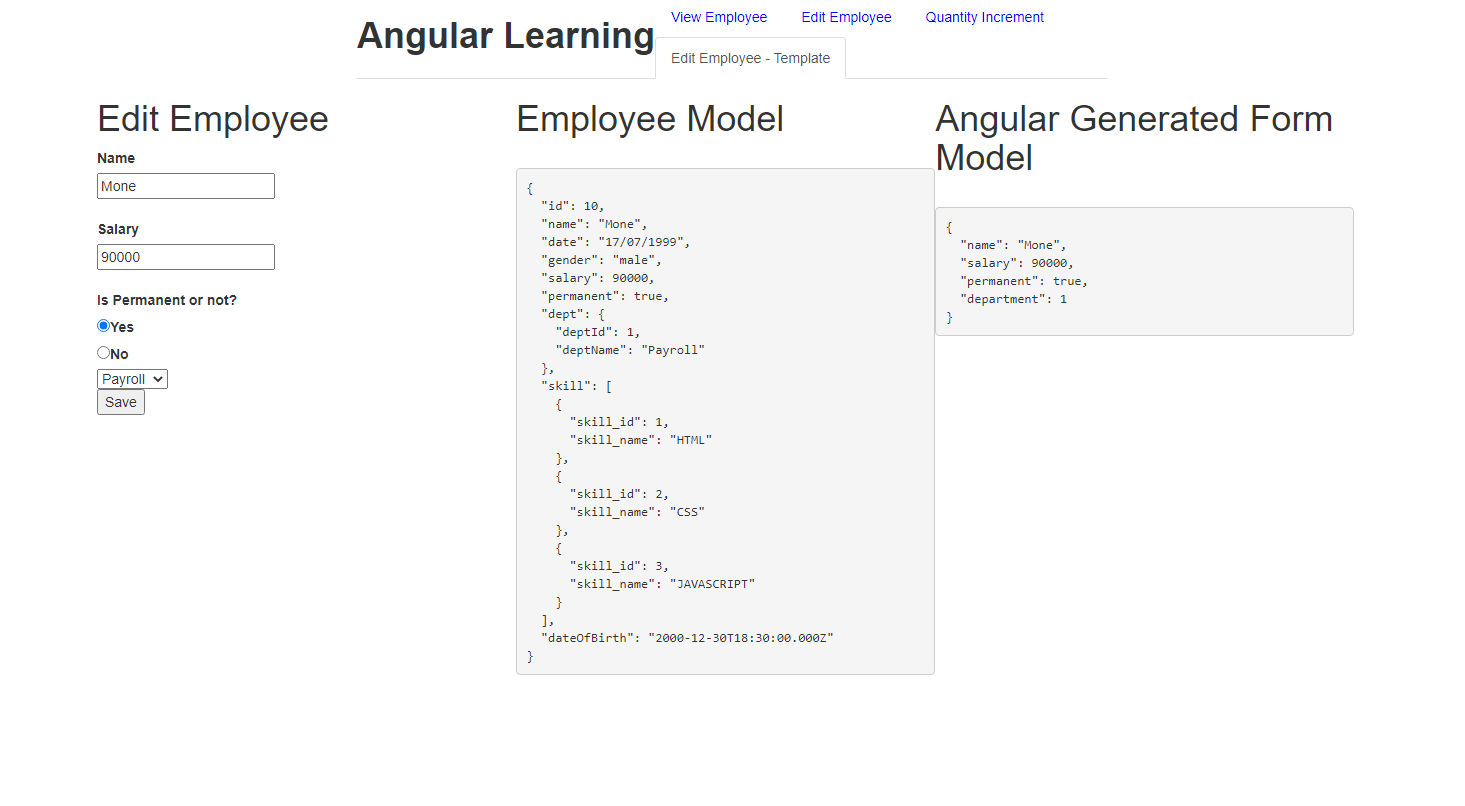 Angular Learning
View Employee
Edit Employee
Quantity Increment
Edit Employee - Template
Edit Employee
Name
Mone
Salary
90000
Is Permanent or not?
Yes
No
Payroll
Save
Employee Model
{
  "id": 10,
  "name": "Mone",
  "date": "17/07/1999",
  "gender": "male",
  "salary": 90000,
  "permanent": true,
  "dept": {
    "deptId": 1,
    "deptName": "Payroll"
  },
  "skill": [
    {
      "skill_id": 1,
      "skill_name": "HTML"
    },
    {
      "skill_id": 2,
      "skill_name": "CSS"
    },
    {
      "skill_id": 3,
      "skill_name": "JAVASCRIPT"
    }
  ],
  "dateOfBirth": "2000-12-30T18:30:00.000Z"
}
Angular Generated Form
Model
{
  "name": "Mone",
  "salary": 90000,
  "permanent": true,
  "department": 1
}